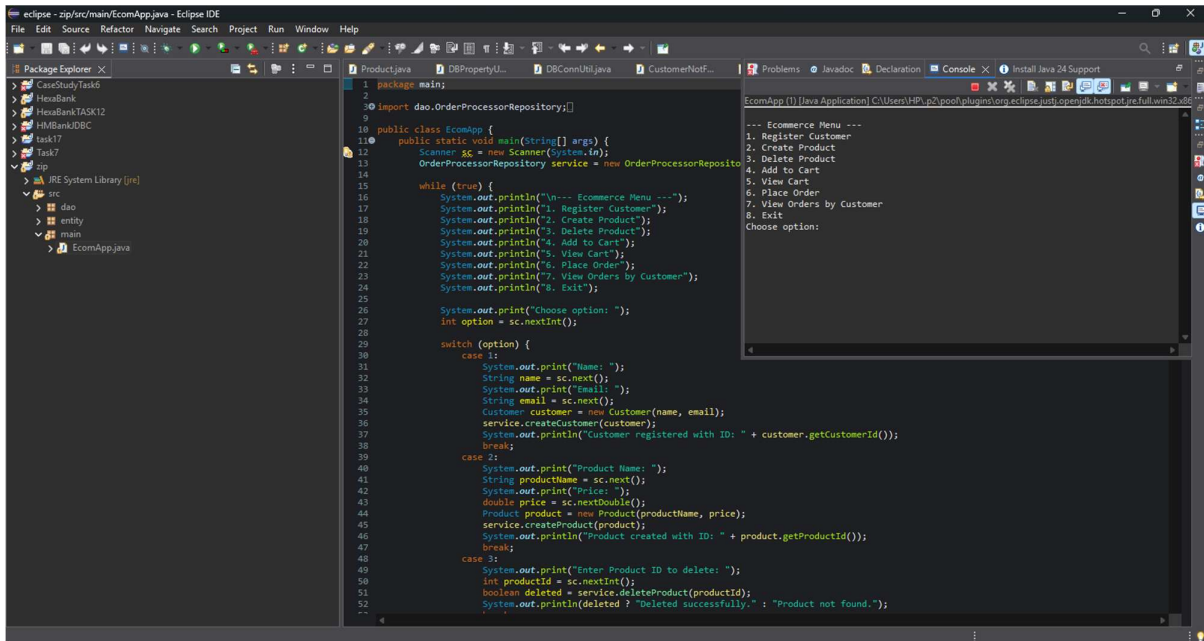 eclipse - zip/src/main/EcomApp.java - Eclipse IDE
File Edit Source Refactor Navigate Search Project Run Window Help
Package Explorer
CaseStudyTask6
HexaBank
HexaBankTASK12
HMBankJDBC
task17
Task7
zip
JRE System Library [jre]
src
dao
entity
main
EcomApp.java
Product.java DBPropertyU... DBConnUtil.java CustomerNotF...
1 package main;
2
3 import dao.OrderProcessorRepository;
9
10 public class EcomApp {
11 public static void main(String[] args) {
12 Scanner sc = new Scanner(System.in);
13 OrderProcessorRepository service = new OrderProcessorReposito
14
15 while (true) {
16 System.out.println("\n--- Ecommerce Menu ---");
17 System.out.println("1. Register Customer");
18 System.out.println("2. Create Product");
19 System.out.println("3. Delete Product");
20 System.out.println("4. Add to Cart");
21 System.out.println("5. View Cart");
22 System.out.println("6. Place Order");
23 System.out.println("7. View Orders by Customer");
24 System.out.println("8. Exit");
25
26 System.out.print("Choose option: ");
27 int option = sc.nextInt();
28
29 switch (option) {
30 case 1:
31 System.out.print("Name: ");
32 String name = sc.next();
33 System.out.print("Email: ");
34 String email = sc.next();
35 Customer customer = new Customer(name, email);
36 service.createCustomer(customer);
37 System.out.println("Customer registered with ID: " + customer.getCustomerId());
38 break;
39 case 2:
40 System.out.print("Product Name: ");
41 String productName = sc.next();
42 System.out.print("Price: ");
43 double price = sc.nextDouble();
44 Product product = new Product(productName, price);
45 service.createProduct(product);
46 System.out.println("Product created with ID: " + product.getProductId());
47 break;
48 case 3:
49 System.out.print("Enter Product ID to delete: ");
50 int productId = sc.nextInt();
51 boolean deleted = service.deleteProduct(productId);
52 System.out.println(deleted ? "Deleted successfully." : "Product not found.");
Problems Javadoc Declaration Console Install Java 24 Support
EcomApp (1) [Java Application] C:\Users\HP\.p2\pool\plugins\org.eclipse.justj.openjdk.hotspot.jre.full.win32.x86
--- Ecommerce Menu ---
1. Register Customer
2. Create Product
3. Delete Product
4. Add to Cart
5. View Cart
6. Place Order
7. View Orders by Customer
8. Exit
Choose option: